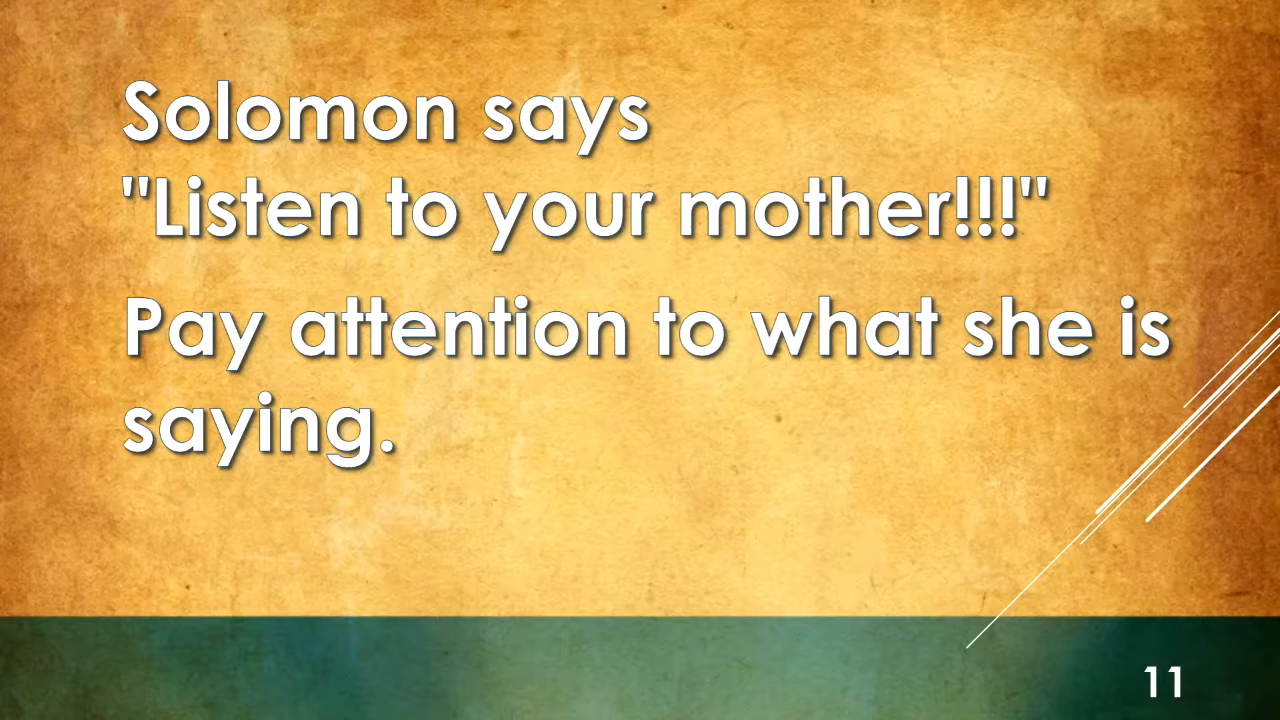 Solomon says
"Listen to your mother!!!"
Pay attention to what she is
saying.
11